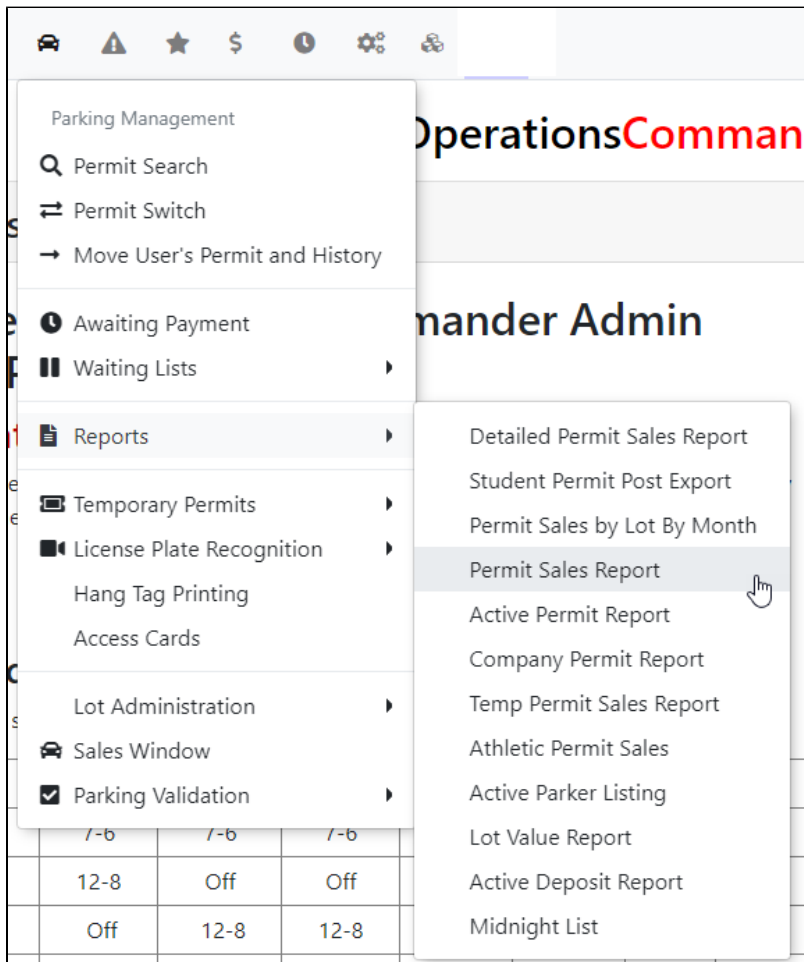 Parking Management
OperationsComman
Permit Search
Permit Switch
Move User's Permit and History
Awaiting Payment
mander Admin
Waiting Lists
Reports
Detailed Permit Sales Report
Student Permit Post Export
Temporary Permits
Permit Sales by Lot By Month
License Plate Recognition
Permit Sales Report
Hang Tag Printing
Active Permit Report
Access Cards
Company Permit Report
Lot Administration
Temp Permit Sales Report
Sales Window
Athletic Permit Sales
Parking Validation
Active Parker Listing
7-6 7-6 7-6
Lot Value Report
12-8 Off Off
Active Deposit Report
Off 12-8 12-8
Midnight List